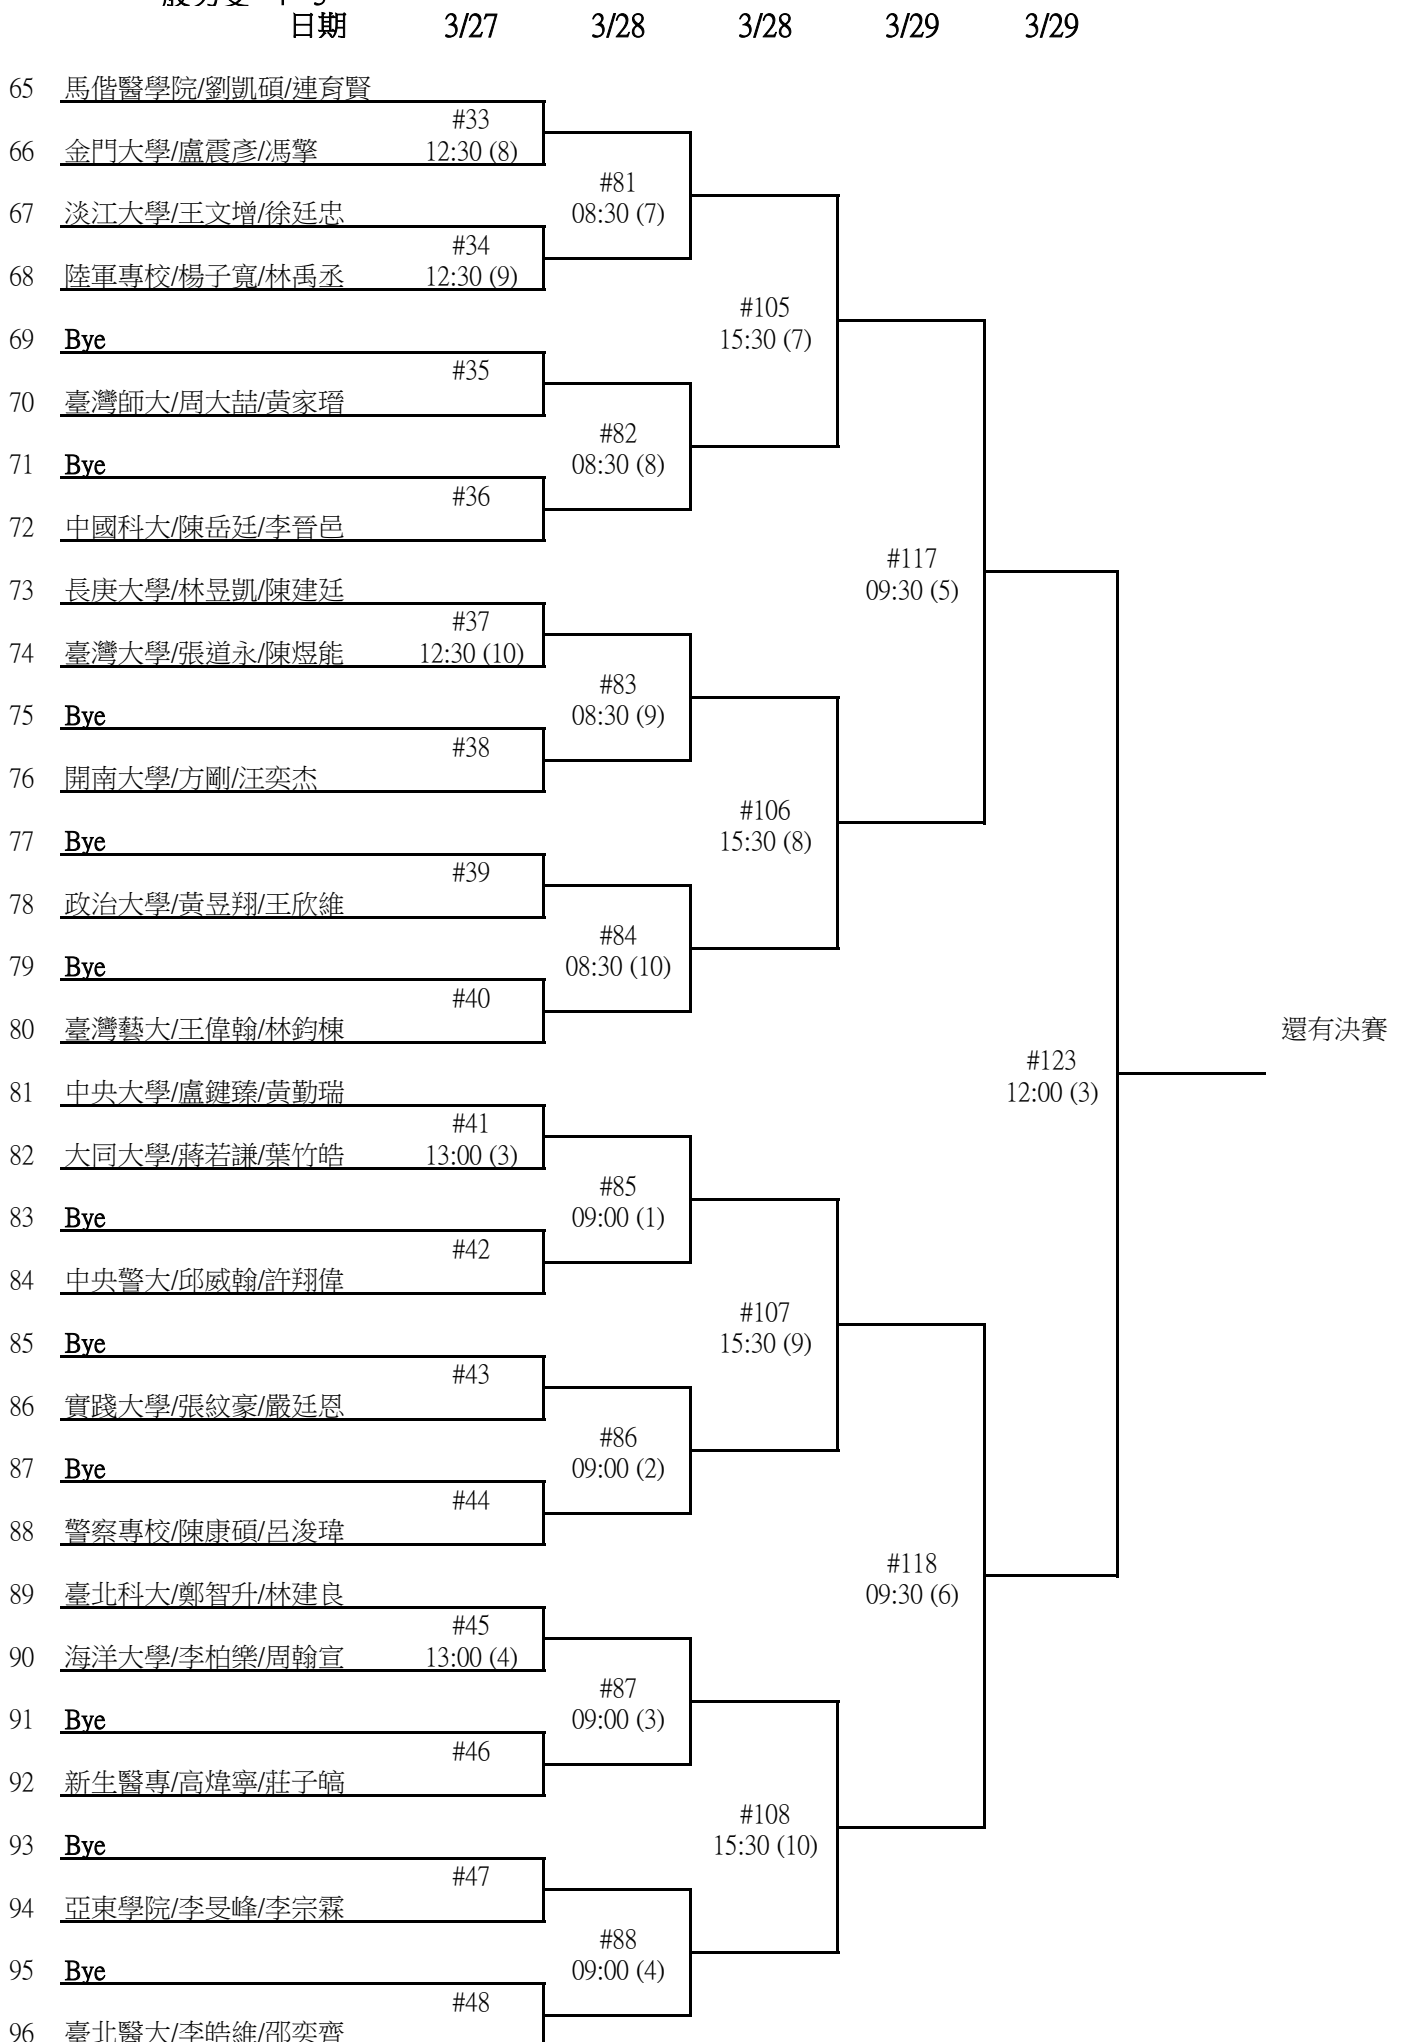 日期 3/27 3/28 3/28 3/29 3/29
65 馬偕醫學院/劉凱碩/連育賢
#33
66 金門大學/盧震彥/馮擎 12:30 (8)
#81
67 淡江大學/王文增/徐廷忠 08:30 (7)
#34
68 陸軍專校/楊子寬/林禹丞 12:30 (9)
#105
69 Bye 15:30 (7)
#35
70 臺灣師大/周大喆/黃家瑨
#82
71 Bye 08:30 (8)
#36
72 中國科大/陳岳廷/李晉邑
#117
73 長庚大學/林昱凱/陳建廷 09:30 (5)
#37
74 臺灣大學/張道永/陳煜能 12:30 (10)
#83
75 Bye 08:30 (9)
#38
76 開南大學/方剛/汪奕杰
#106
77 Bye 15:30 (8)
#39
78 政治大學/黃昱翔/王欣維
#84
79 Bye 08:30 (10)
#40
80 臺灣藝大/王偉翰/林鈞棟 還有決賽
#123
81 中央大學/盧鍵臻/黃勤瑞 12:00 (3)
#41
82 大同大學/蔣若謙/葉竹皓 13:00 (3)
#85
83 Bye 09:00 (1)
#42
84 中央警大/邱威翰/許翔偉
#107
85 Bye 15:30 (9)
#43
86 實踐大學/張紋豪/嚴廷恩
#86
87 Bye 09:00 (2)
#44
88 警察專校/陳康碩/呂浚瑋
#118
89 臺北科大/鄭智升/林建良 09:30 (6)
#45
90 海洋大學/李柏樂/周翰宣 13:00 (4)
#87
91 Bye 09:00 (3)
#46
92 新生醫專/高煒寧/莊子皜
#108
93 Bye 15:30 (10)
#47
94 亞東學院/李旻峰/李宗霖
#88
95 Bye 09:00 (4)
#48
96 臺北醫大/李皓維/邵奕齊